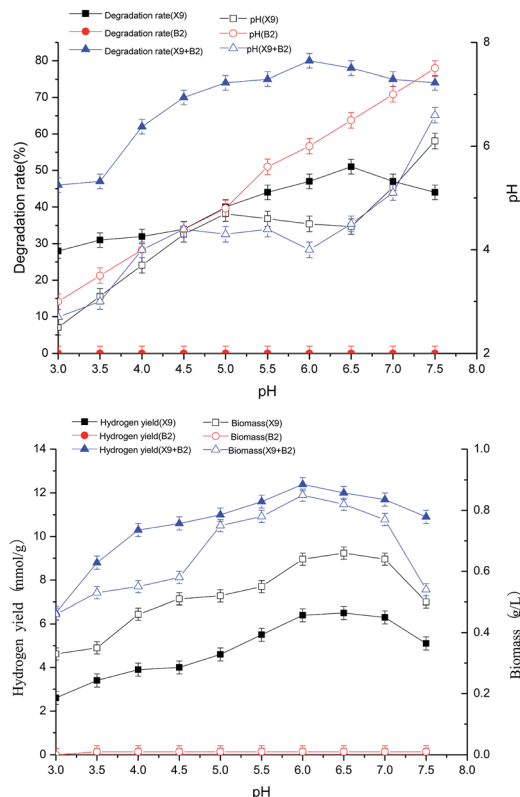 Degradation rate(X9) pH(X9)
Degradation rate(B2) pH(B2)
Degradation rate(X9+B2) pH(X9+B2)
80
70
60
50
40
30
20
10
0
8
6
4
2
Degradation rate(%)
pH
3.0 3.5 4.0 4.5 5.0 5.5 6.0 6.5 7.0 7.5 8.0
pH
Hydrogen yield(X9) Biomass(X9)
Hydrogen yield(B2) Biomass(B2)
Hydrogen yield(X9+B2) Biomass(X9+B2)
14
12
10
8
6
4
2
0
1.0
0.8
0.6
0.4
0.2
0.0
Hydrogen yield (mmol/g)
Biomass (g/L)
3.0 3.5 4.0 4.5 5.0 5.5 6.0 6.5 7.0 7.5 8.0
pH